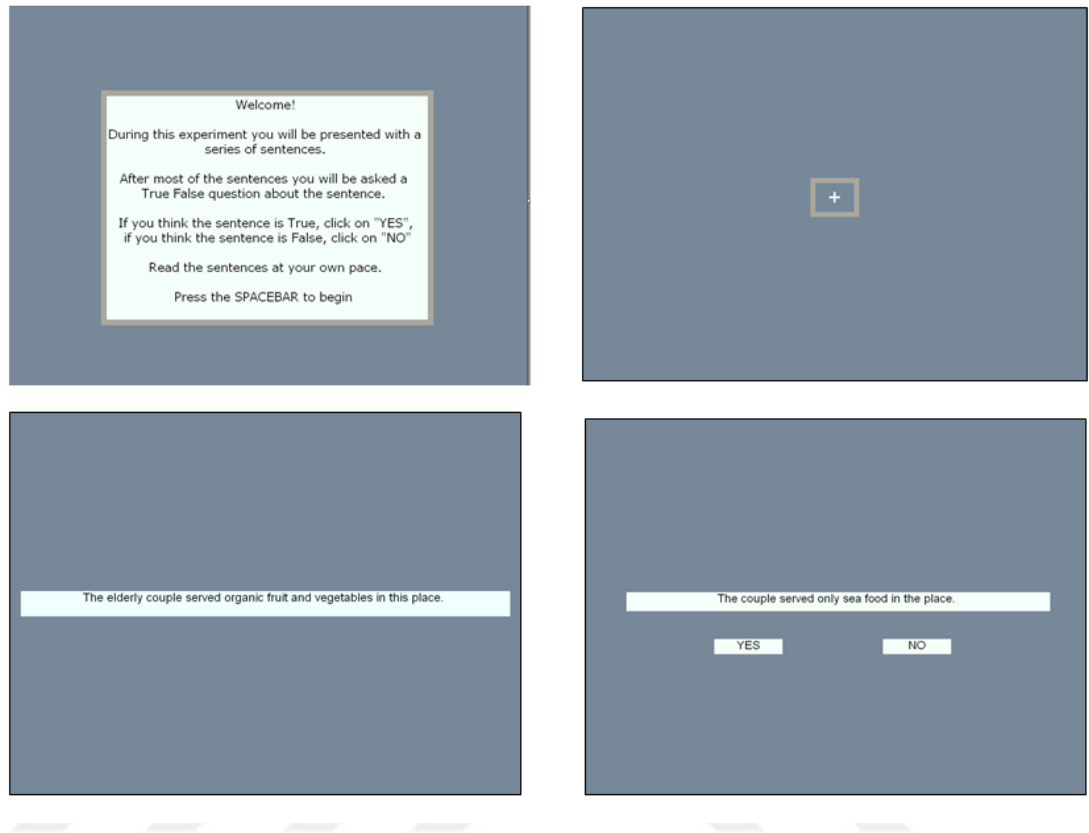 Welcome!
During this experiment you will be presented with a
series of sentences.
After most of the sentences you will be asked a
True False question about the sentence.
If you think the sentence is True, click on "YES",
if you think the sentence is False, click on "NO"
Read the sentences at your own pace.
Press the SPACEBAR to begin
+
The elderly couple served organic fruit and vegetables in this place.
The couple served only sea food in the place.
YES NO